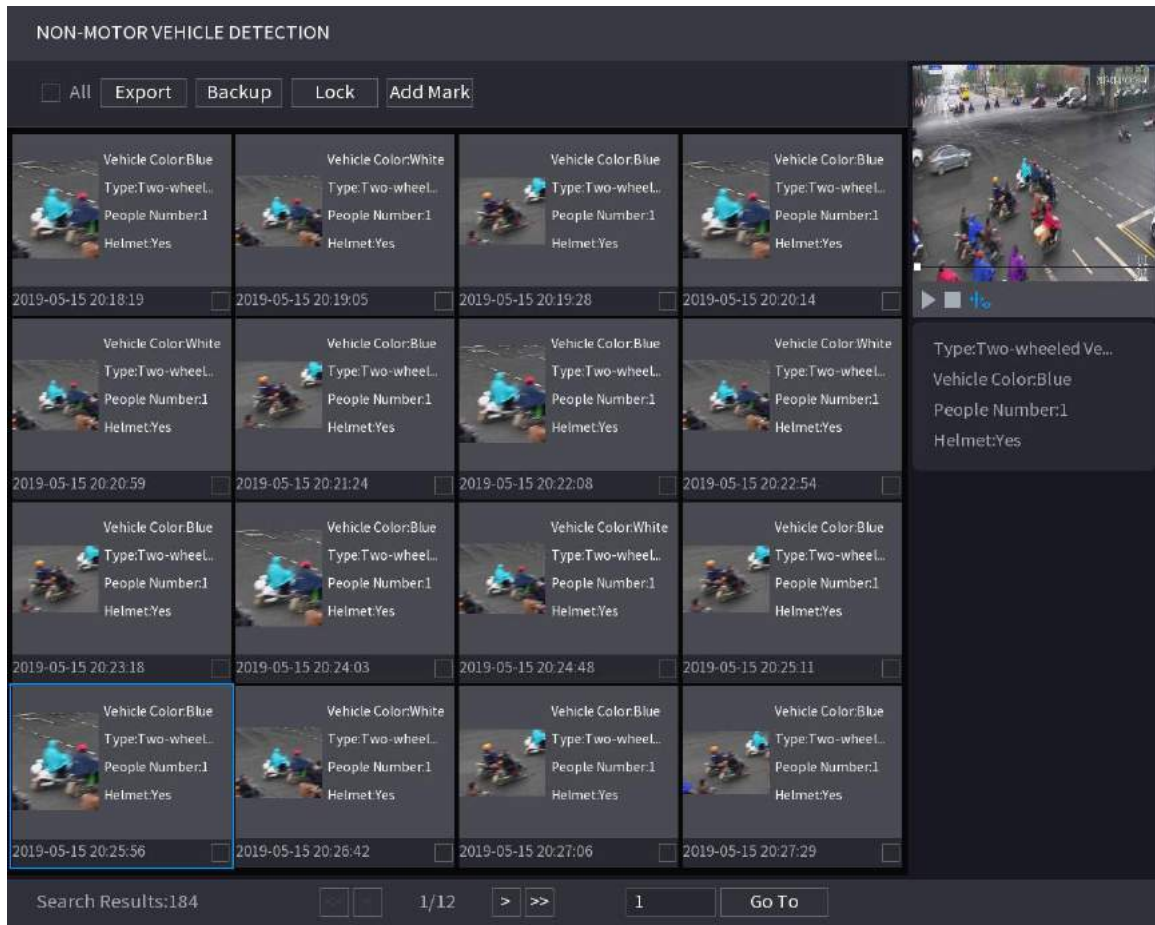 NON-MOTOR VEHICLE DETECTION
All Export Backup Lock Add Mark
Vehicle Color:Blue
Type:Two-wheel...
People Number:1
Helmet:Yes
2019-05-15 20:18:19
Vehicle Color:White
Type:Two-wheel...
People Number:1
Helmet:Yes
2019-05-15 20:19:05
Vehicle Color:Blue
Type:Two-wheel...
People Number:1
Helmet:Yes
2019-05-15 20:19:28
Vehicle Color:Blue
Type:Two-wheel...
People Number:1
Helmet:Yes
2019-05-15 20:20:14
Vehicle Color:White
Type:Two-wheel...
People Number:1
Helmet:Yes
2019-05-15 20:20:59
Vehicle Color:Blue
Type:Two-wheel...
People Number:1
Helmet:Yes
2019-05-15 20:21:24
Vehicle Color:Blue
Type:Two-wheel...
People Number:1
Helmet:Yes
2019-05-15 20:22:08
Vehicle Color:White
Type:Two-wheel...
People Number:1
Helmet:Yes
2019-05-15 20:22:54
Vehicle Color:Blue
Type:Two-wheel...
People Number:1
Helmet:Yes
2019-05-15 20:23:18
Vehicle Color:Blue
Type:Two-wheel...
People Number:1
Helmet:Yes
2019-05-15 20:24:03
Vehicle Color:White
Type:Two-wheel...
People Number:1
Helmet:Yes
2019-05-15 20:24:48
Vehicle Color:Blue
Type:Two-wheel...
People Number:1
Helmet:Yes
2019-05-15 20:25:11
Vehicle Color:Blue
Type:Two-wheel...
People Number:1
Helmet:Yes
2019-05-15 20:25:56
Vehicle Color:White
Type:Two-wheel...
People Number:1
Helmet:Yes
2019-05-15 20:26:42
Vehicle Color:Blue
Type:Two-wheel...
People Number:1
Helmet:Yes
2019-05-15 20:27:06
Vehicle Color:Blue
Type:Two-wheel...
People Number:1
Helmet:Yes
2019-05-15 20:27:29
Type:Two-wheeled Ve...
Vehicle Color:Blue
People Number:1
Helmet:Yes
Search Results:184 1/12 > >> 1 Go To